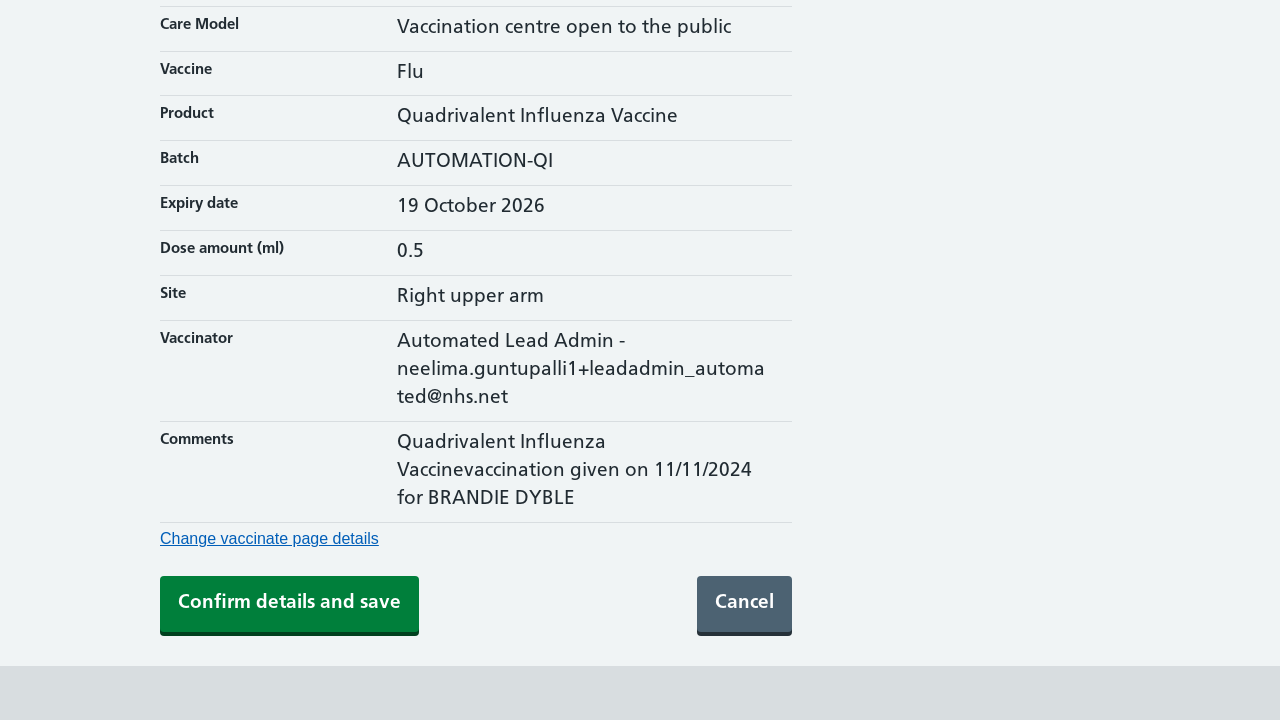 Care Model
Vaccination centre open to the public
Vaccine
Flu
Product
Quadrivalent Influenza Vaccine
Batch
AUTOMATION-QI
Expiry date
19 October 2026
Dose amount (ml)
0.5
Site
Right upper arm
Vaccinator
Automated Lead Admin -
neelima.guntupalli1+leadadmin_automa
ted@nhs.net
Comments
Quadrivalent Influenza
Vaccinevaccination given on 11/11/2024
for BRANDIE DYBLE
Change vaccinate page details
Confirm details and save
Cancel